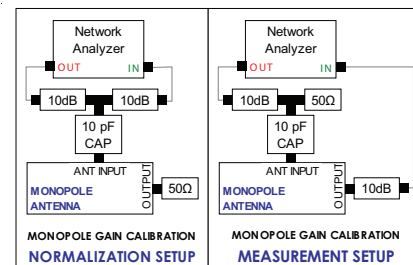 Network
Analyzer
OUT
IN
10dB
10dB
10 pF
CAP
ANT INPUT
MONOPOLE
ANTENNA
OUTPUT
50Ω
MONOPOLE GAIN CALIBRATION
NORMALIZATION SETUP
Network
Analyzer
OUT
IN
10dB
50Ω
10 pF
CAP
ANT INPUT
MONOPOLE
ANTENNA
OUTPUT
10dB
MONOPOLE GAIN CALIBRATION
MEASUREMENT SETUP